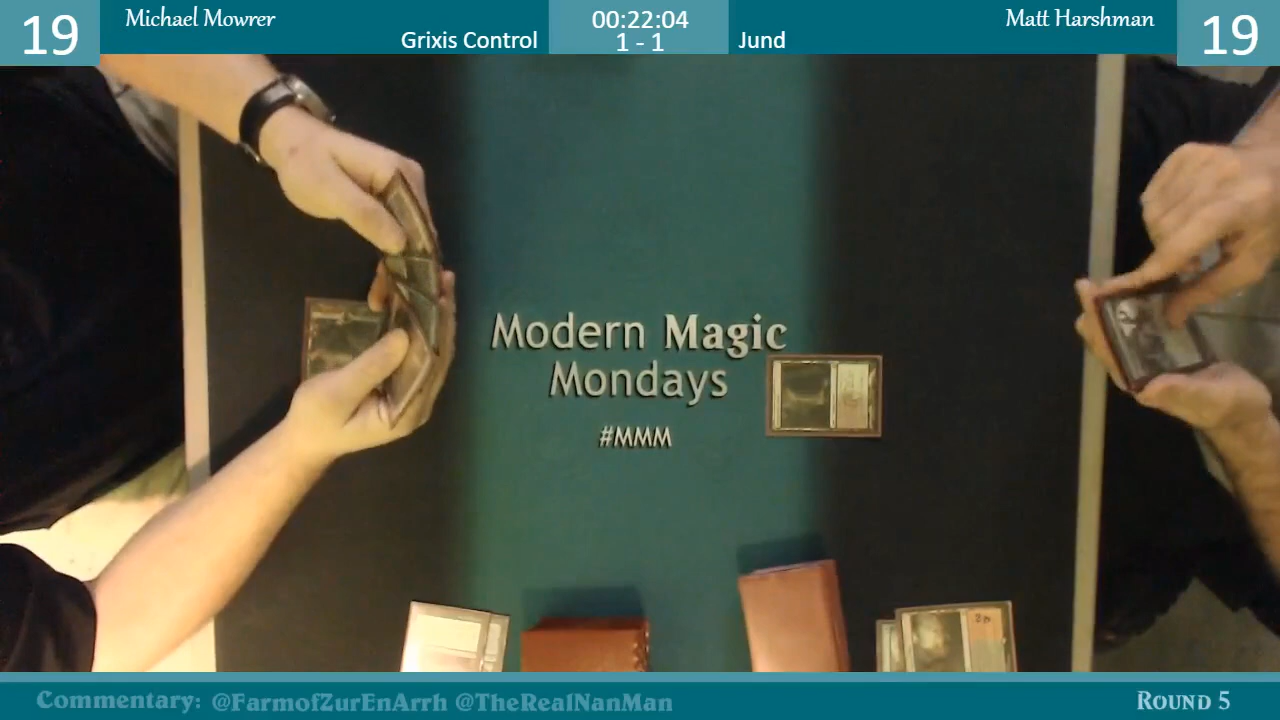 19
Michael Mowrer
Grixis Control
00:22:04
1 - 1
Jund
Matt Harshman
19
Modern Magic
Mondays
#MMM
Commentary: @FarmofZurEnArrh @TheRealNanMan
Round 5